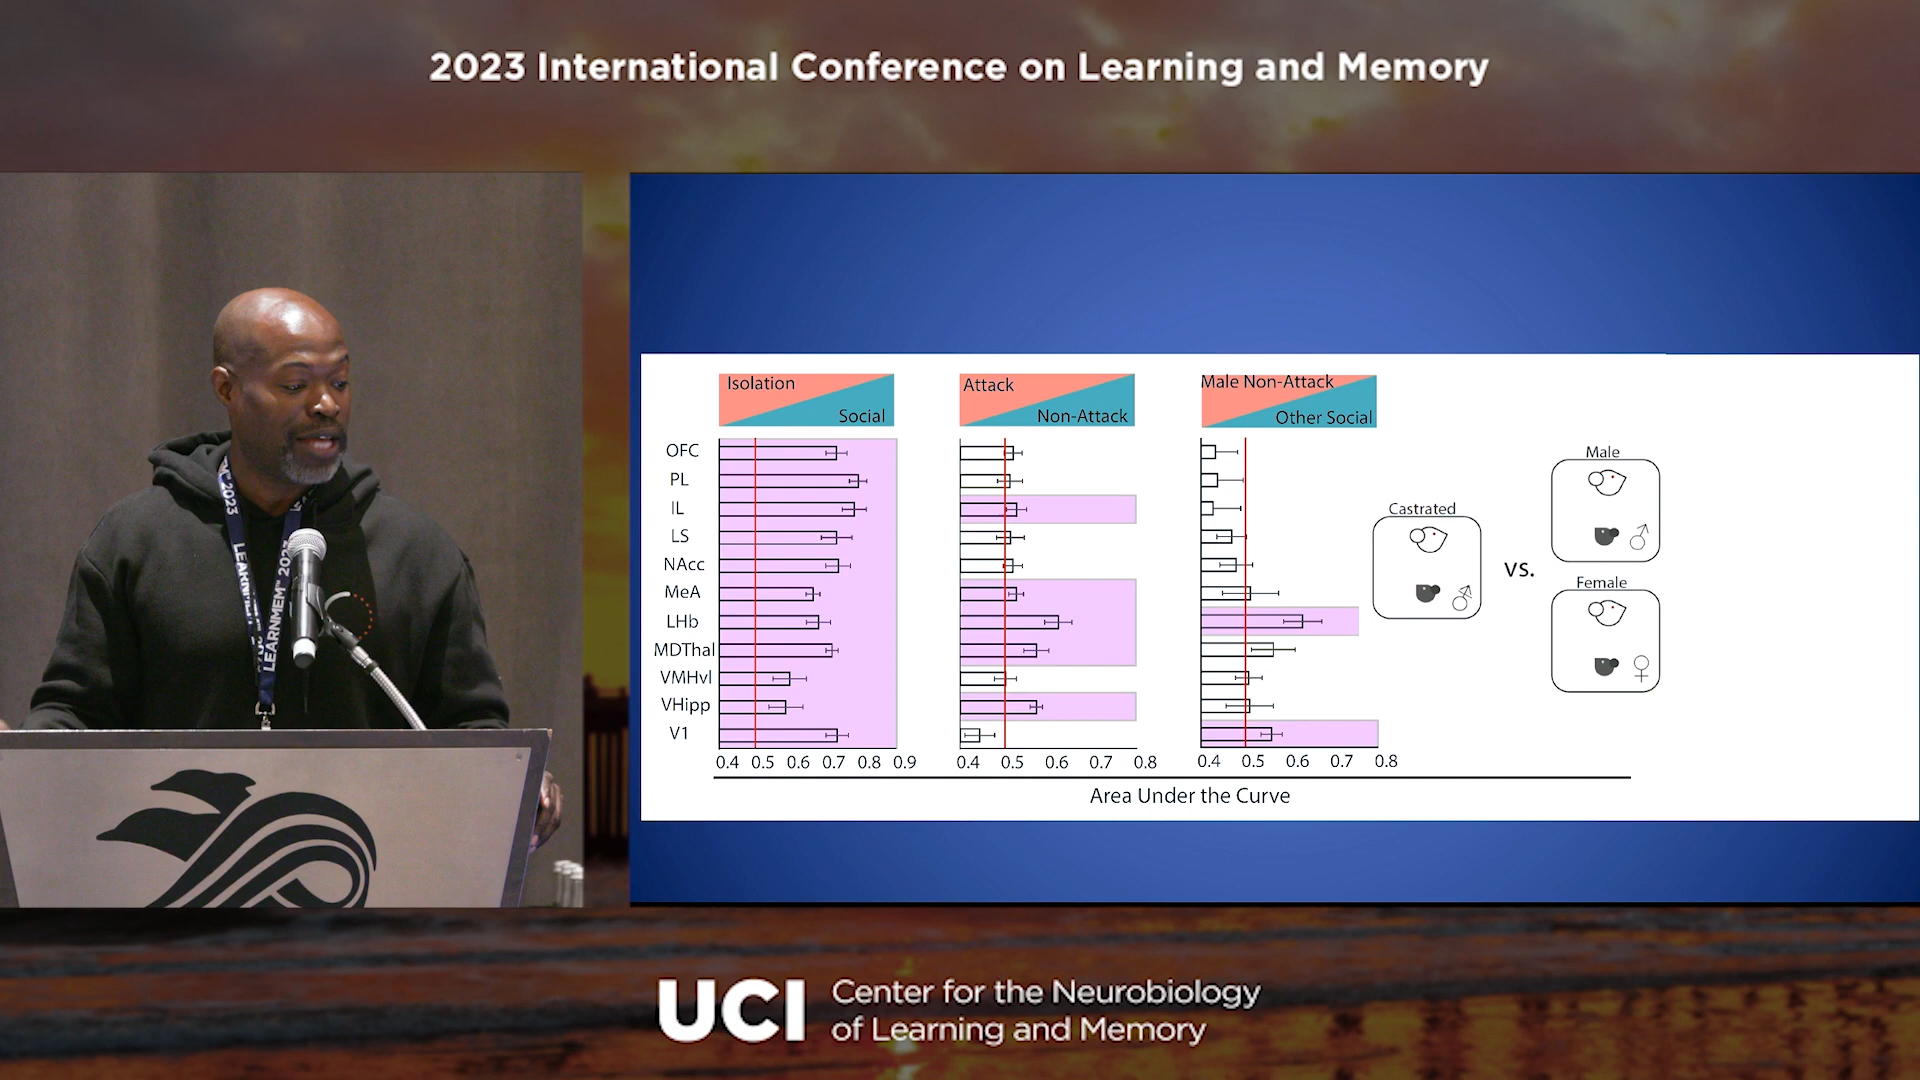 2023 International Conference on Learning and Memory
2023
LEARNMEM 2023
Isolation
Social
Attack
Non-Attack
Male Non-Attack
Other Social
OFC
PL
IL
LS
NAcc
MeA
LHb
MDThal
VMHvl
VHipp
V1
0.4 0.5 0.6 0.7 0.8 0.9
0.4 0.5 0.6 0.7 0.8
0.4 0.5 0.6 0.7 0.8
Area Under the Curve
Castrated
vs.
Male
Female
UCI Center for the Neurobiology
of Learning and Memory